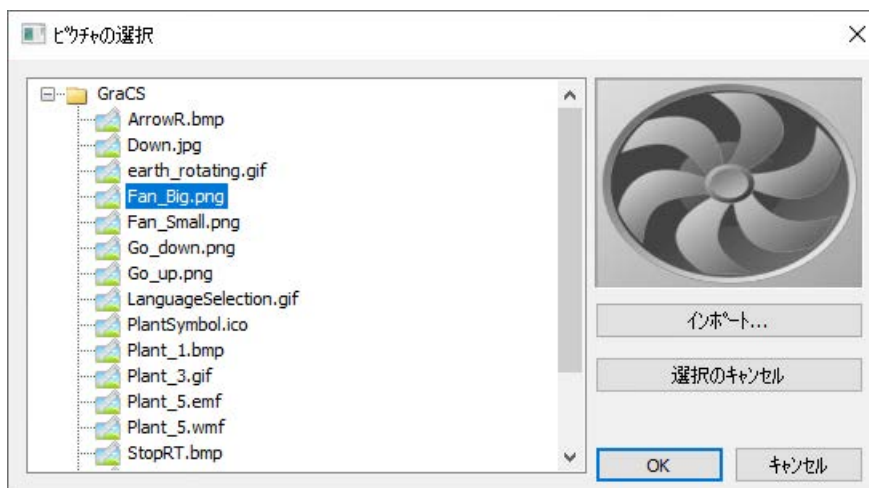 ピクチャの選択
GraCS
ArrowR.bmp
Down.jpg
earth_rotating.gif
Fan_Big.png
Fan_Small.png
Go_down.png
Go_up.png
LanguageSelection.gif
PlantSymbol.ico
Plant_1.bmp
Plant_3.gif
Plant_5.emf
Plant_5.wmf
StopRT.bmp
インポート...
選択のキャンセル
OK
キャンセル